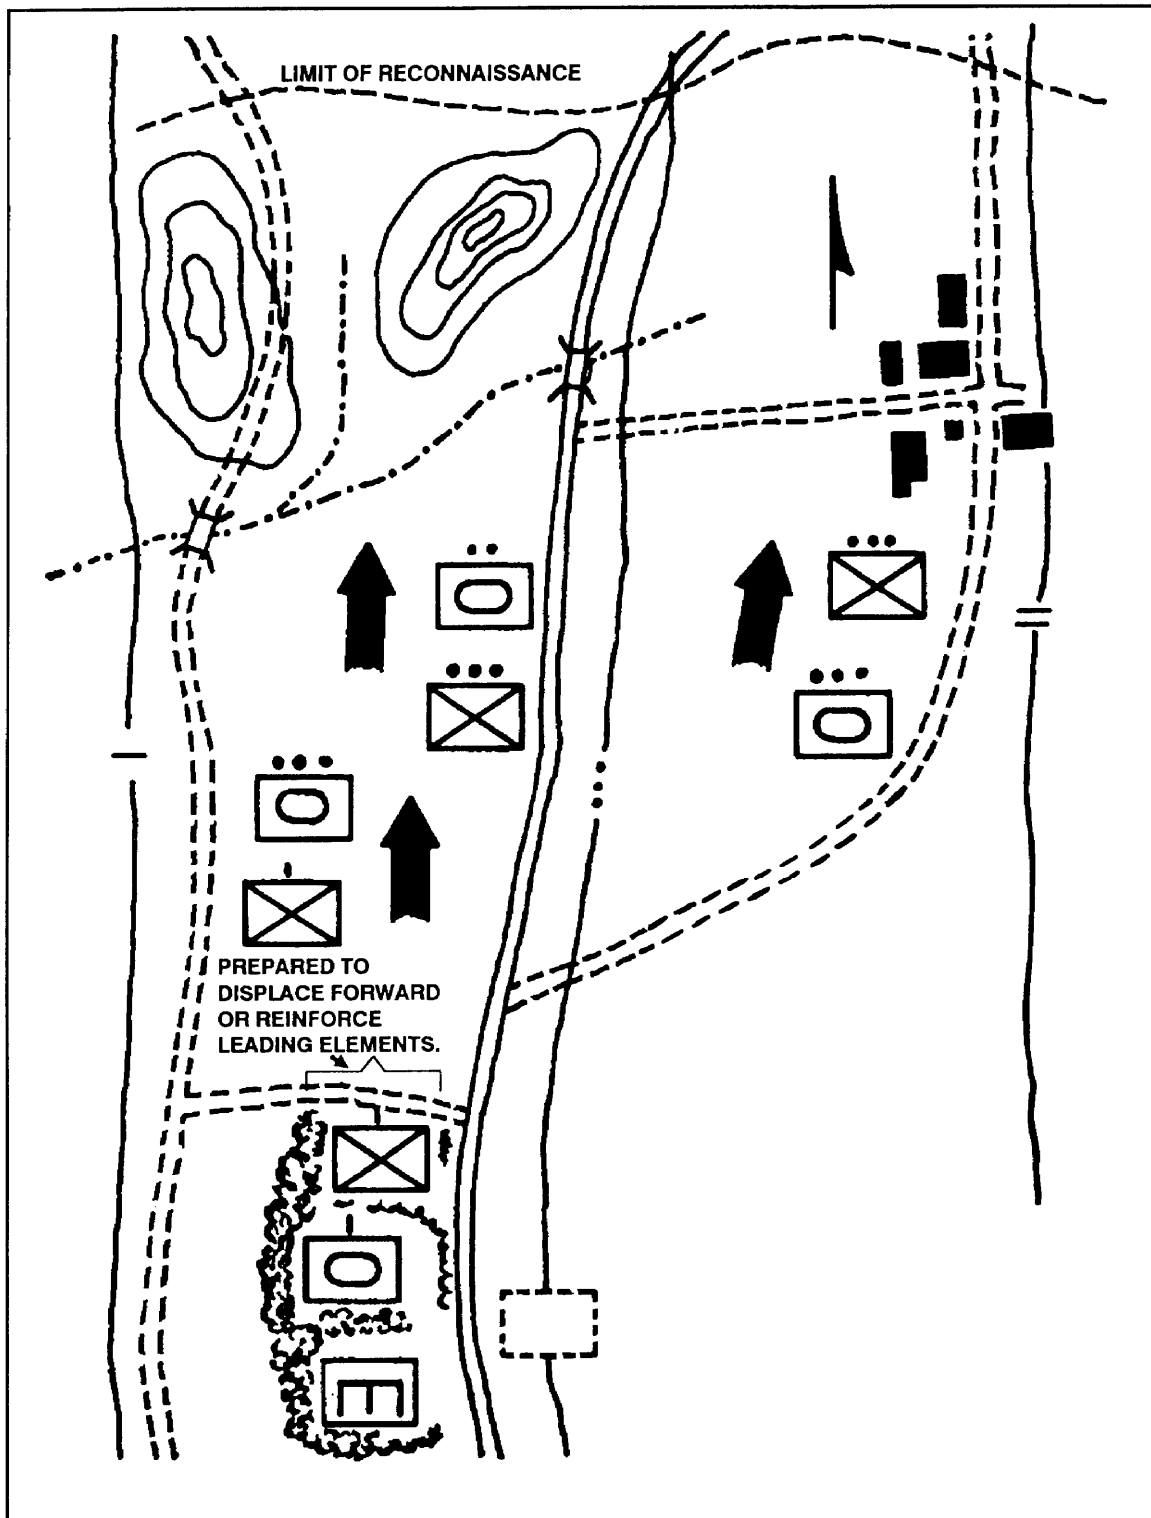 LIMIT OF RECONNAISSANCE
PREPARED TO
DISPLACE FORWARD
OR REINFORCE
LEADING ELEMENTS.